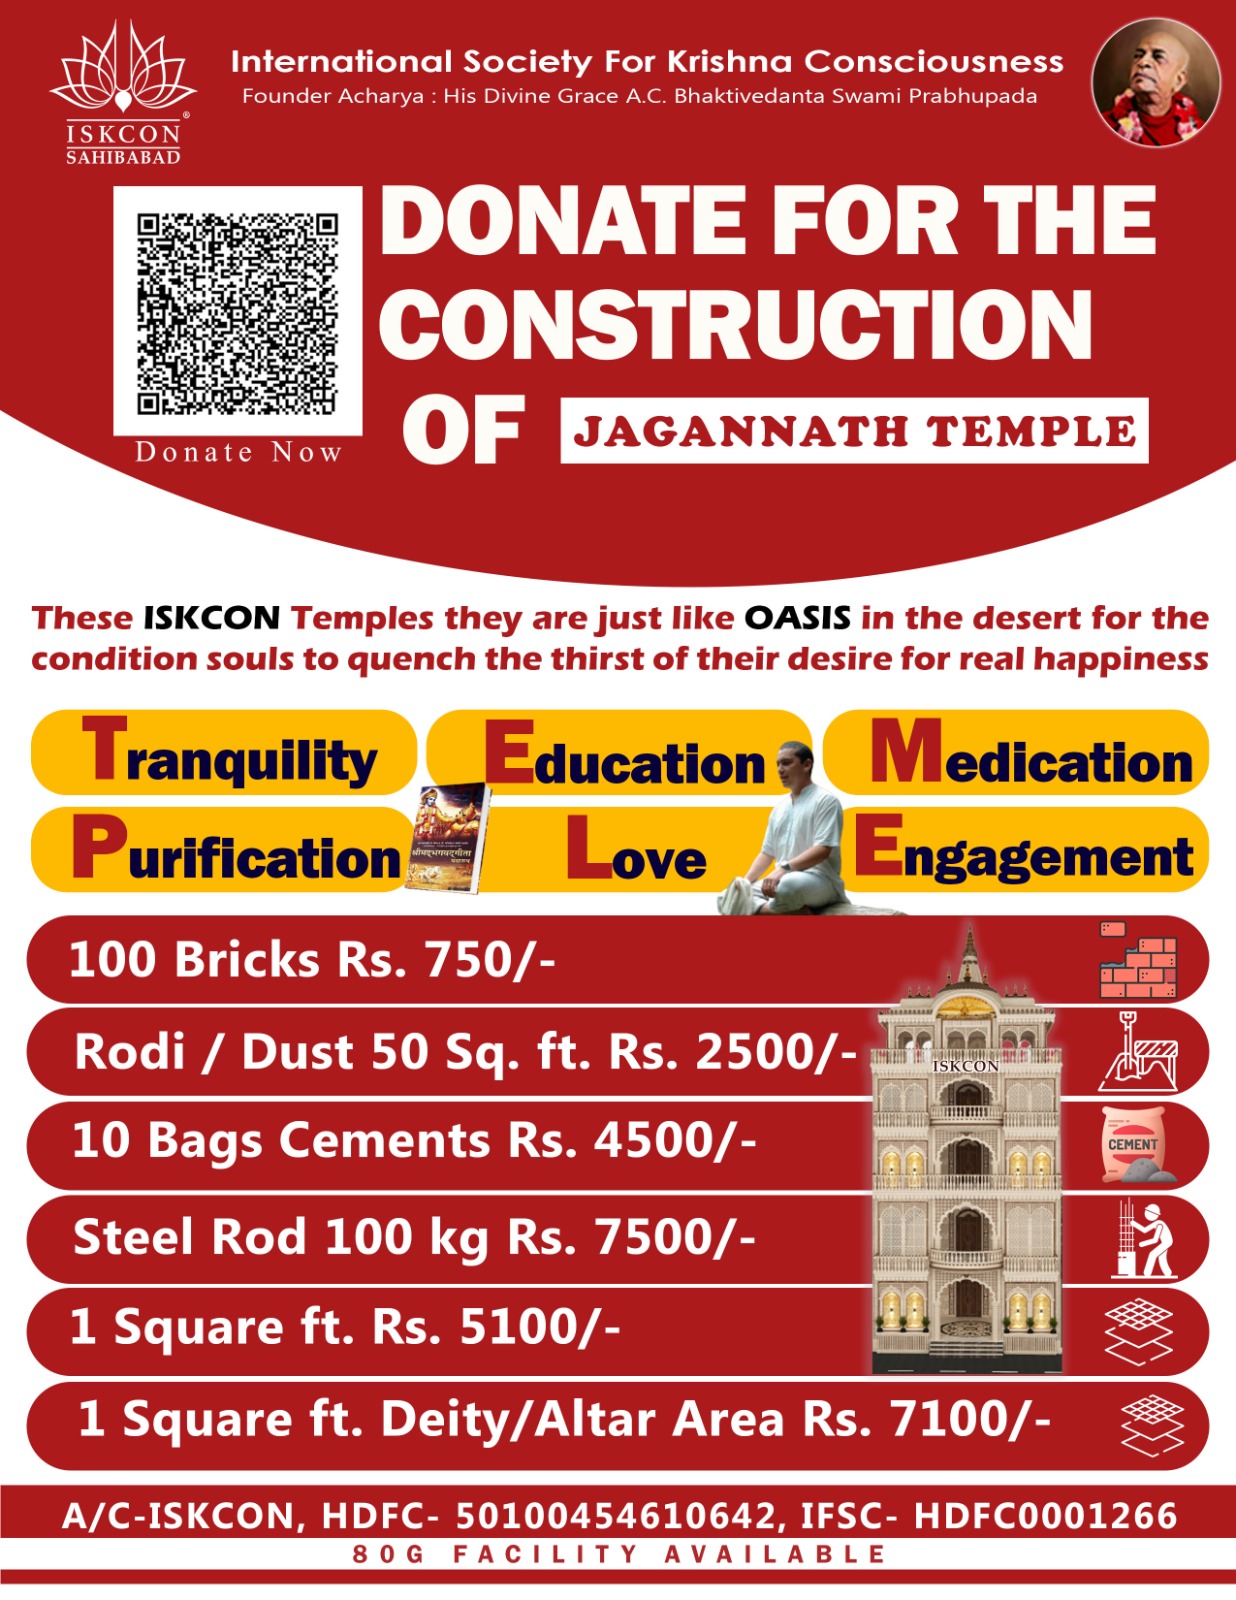 International Society For Krishna Consciousness
Founder Acharya : His Divine Grace A.C. Bhaktivedanta Swami Prabhupada
ISKCON®
SAHIBABAD
DONATE FOR THE
CONSTRUCTION
OF JAGANNATH TEMPLE
Donate Now
These ISKCON Temples they are just like OASIS in the desert for the
condition souls to quench the thirst of their desire for real happiness
Tranquility Education Medication
Purification Love Engagement
श्रीमद्भगवद्गीता
यथारूप
100 Bricks Rs. 750/-
Rodi / Dust 50 Sq. ft. Rs. 2500/-
ISKCON
10 Bags Cements Rs. 4500/-
CEMENT
Steel Rod 100 kg Rs. 7500/-
1 Square ft. Rs. 5100/-
1 Square ft. Deity/Altar Area Rs. 7100/-
A/C-ISKCON, HDFC- 50100454610642, IFSC- HDFC0001266
80G FACILITY AVAILABLE